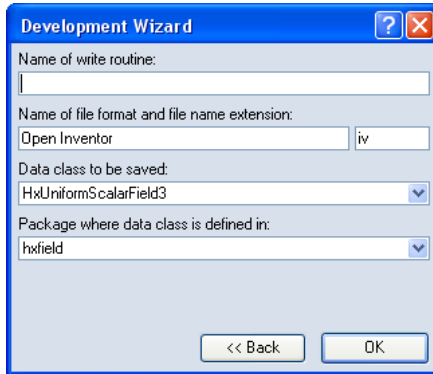 Development Wizard
Name of write routine:
Name of file format and file name extension:
Open Inventor iv
Data class to be saved:
HxUniformScalarField3
Package where data class is defined in:
hxfield
<< Back OK